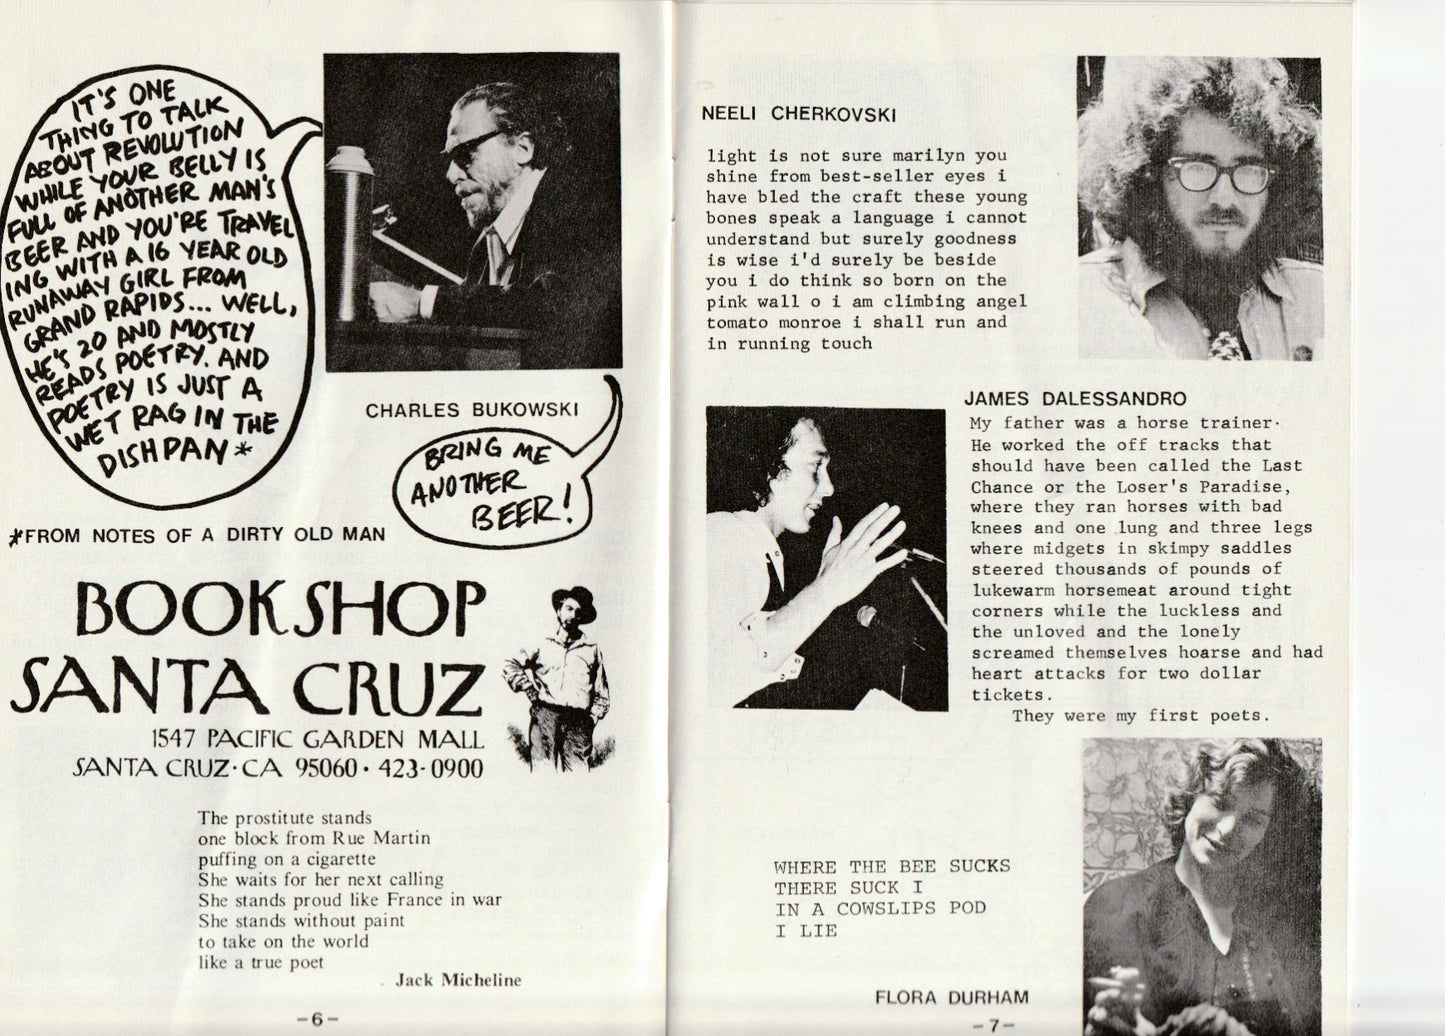 IT'S ONE
THING TO TALK
ABOUT REVOLUTION
WHILE YOUR BELLY IS
FULL OF ANOTHER MAN'S
BEER AND YOU'RE TRAVEL
ING WITH A 16 YEAR OLD
RUNAWAY GIRL FROM
GRAND RAPIDS... WELL,
HE'S 20 AND MOSTLY
READS POETRY. AND
POETRY IS JUST A
WET RAG IN THE
DISHPAN *
CHARLES BUKOWSKI
BRING ME
ANOTHER
BEER!
*FROM NOTES OF A DIRTY OLD MAN
BOOKSHOP
SANTA CRUZ
1547 PACIFIC GARDEN MALL
SANTA CRUZ · CA 95060 · 423-0900
The prostitute stands
one block from Rue Martin
puffing on a cigarette
She waits for her next calling
She stands proud like France in war
She stands without paint
to take on the world
like a true poet
Jack Micheline
-6-
NEELI CHERKOVSKI
light is not sure marilyn you
shine from best-seller eyes i
have bled the craft these young
bones speak a language i cannot
understand but surely goodness
is wise i'd surely be beside
you i do think so born on the
pink wall o i am climbing angel
tomato monroe i shall run and
in running touch
JAMES DALESSANDRO
My father was a horse trainer.
He worked the off tracks that
should have been called the Last
Chance or the Loser's Paradise,
where they ran horses with bad
knees and one lung and three legs
where midgets in skimpy saddles
steered thousands of pounds of
lukewarm horsemeat around tight
corners while the luckless and
the unloved and the lonely
screamed themselves hoarse and had
heart attacks for two dollar
tickets.
They were my first poets.
WHERE THE BEE SUCKS
THERE SUCK I
IN A COWSLIPS POD
I LIE
FLORA DURHAM
-7-